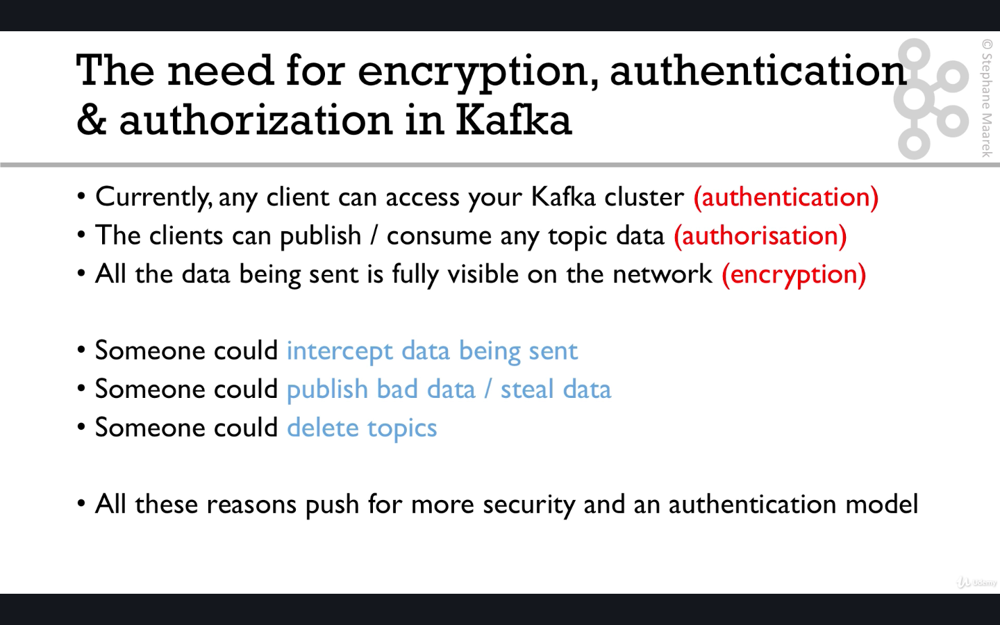 The need for encryption, authentication
& authorization in Kafka
© Stephane Maarek
• Currently, any client can access your Kafka cluster (authentication)
• The clients can publish / consume any topic data (authorisation)
• All the data being sent is fully visible on the network (encryption)
• Someone could intercept data being sent
• Someone could publish bad data / steal data
• Someone could delete topics
• All these reasons push for more security and an authentication model
Udemy